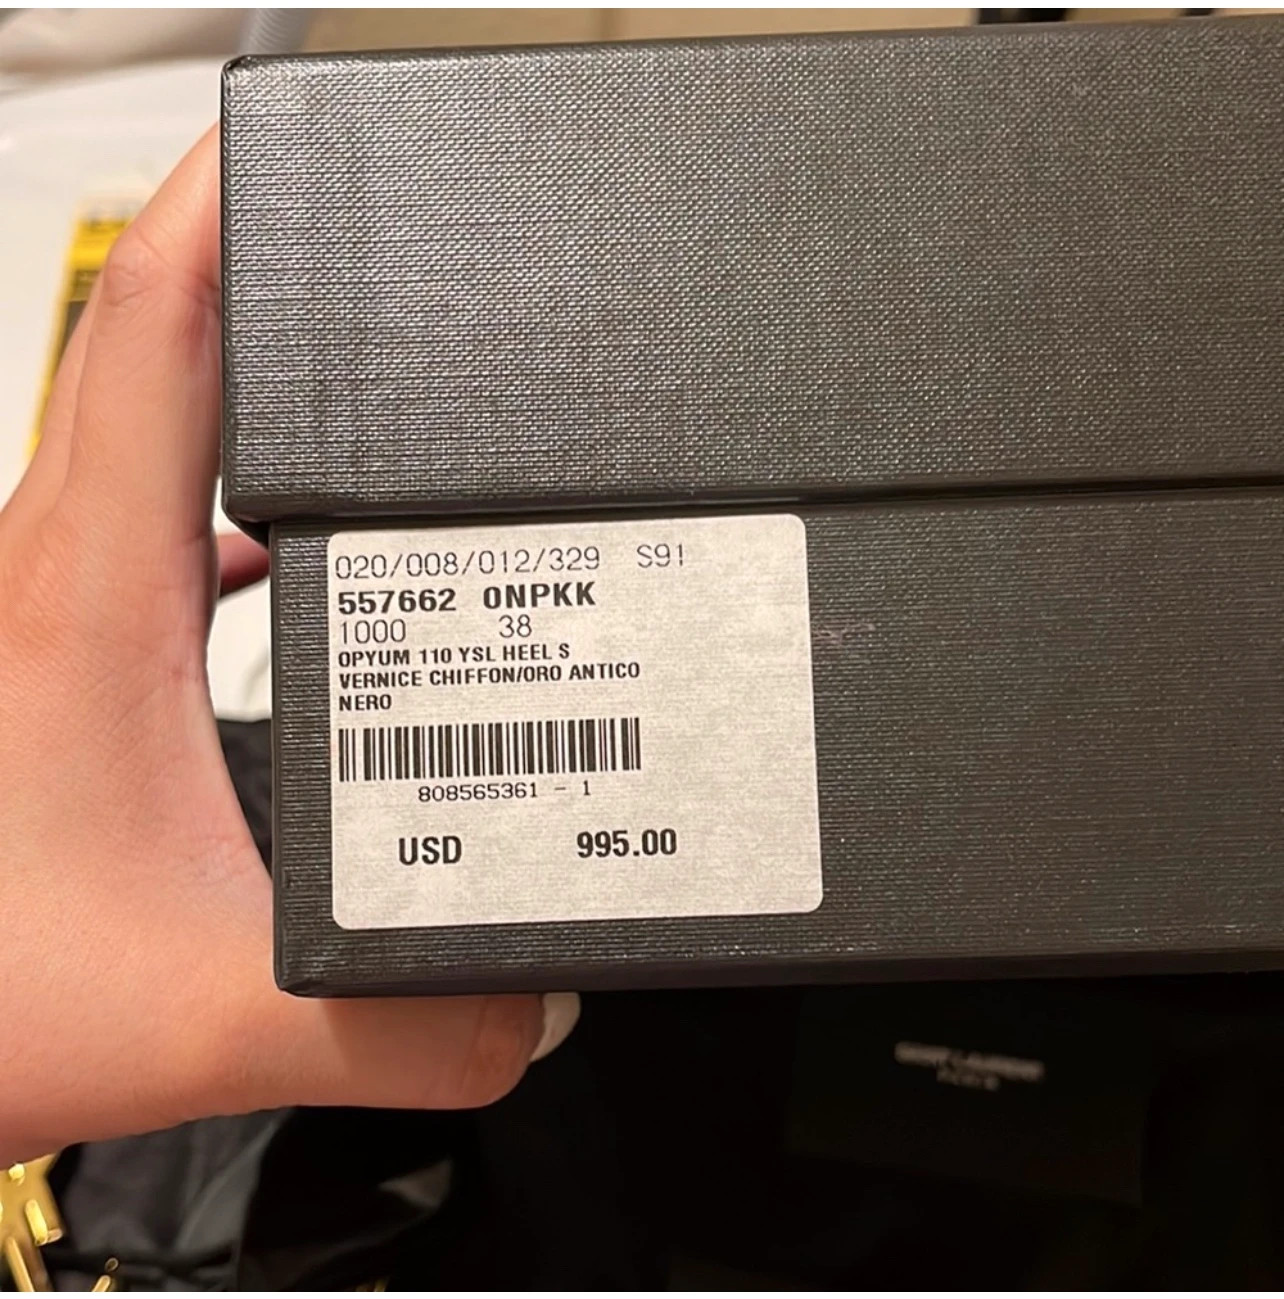 020/008/012/329 S91
557662 0NPKK
1000 38
OPYUM 110 YSL HEEL S
VERNICE CHIFFON/ORO ANTICO
NERO
808565361 - 1
USD 995.00